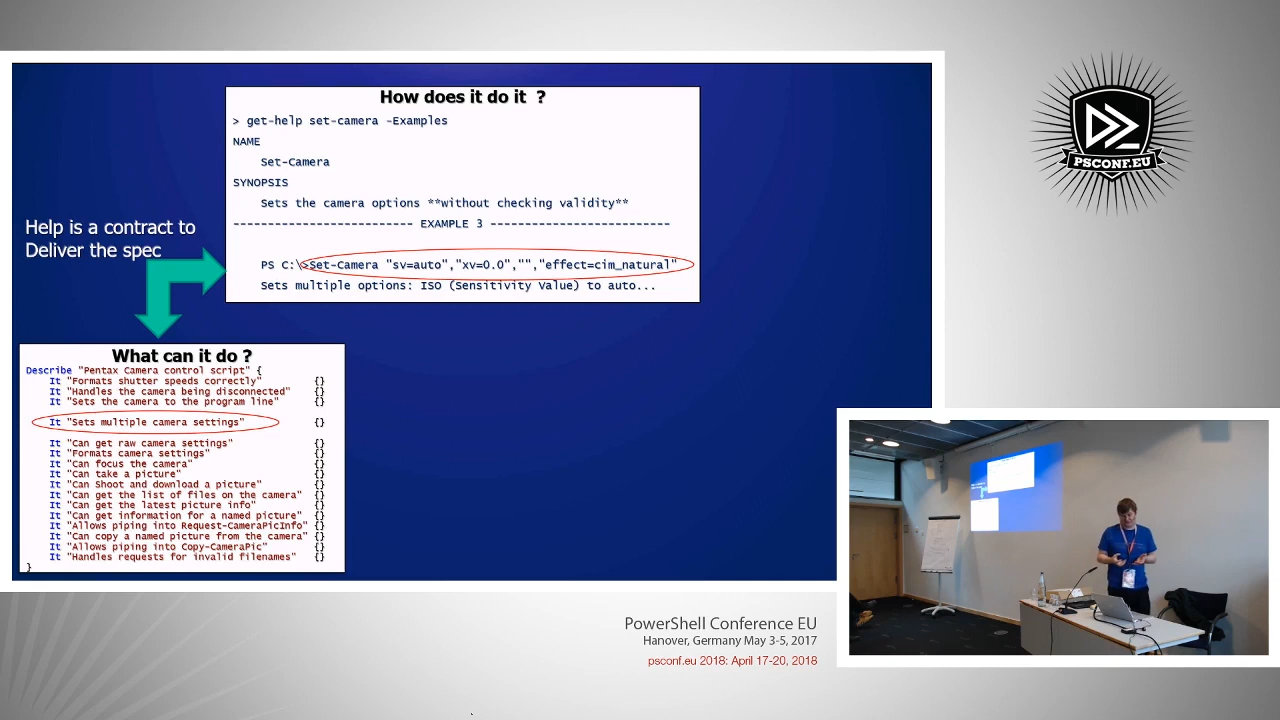 How does it do it ?
> get-help set-camera -Examples
NAME
Set-Camera
SYNOPSIS
Sets the camera options **without checking validity**
-------------------------- EXAMPLE 3 --------------------------
PS C:\>Set-Camera "sv=auto","xv=0.0","","effect=cim_natural"
Sets multiple options: ISO (Sensitivity Value) to auto...
Help is a contract to
Deliver the spec
What can it do ?
Describe "Pentax Camera control script" {
It "Formats shutter speeds correctly" {}
It "Handles the camera being disconnected" {}
It "Sets the camera to the program line" {}
It "Sets multiple camera settings" {}
It "Can get raw camera settings" {}
It "Formats camera settings" {}
It "Can focus the camera" {}
It "Can take a picture" {}
It "Can Shoot and download a picture" {}
It "Can get the list of files on the camera" {}
It "Can get the latest picture info" {}
It "Can get information for a named picture" {}
It "Allows piping into Request-CameraPicInfo" {}
It "Can copy a named picture from the camera" {}
It "Allows piping into Copy-CameraPic" {}
It "Handles requests for invalid filenames" {}
}
PSCONF.EU
PowerShell Conference EU
Hanover, Germany May 3-5, 2017
psconf.eu 2018: April 17-20, 2018